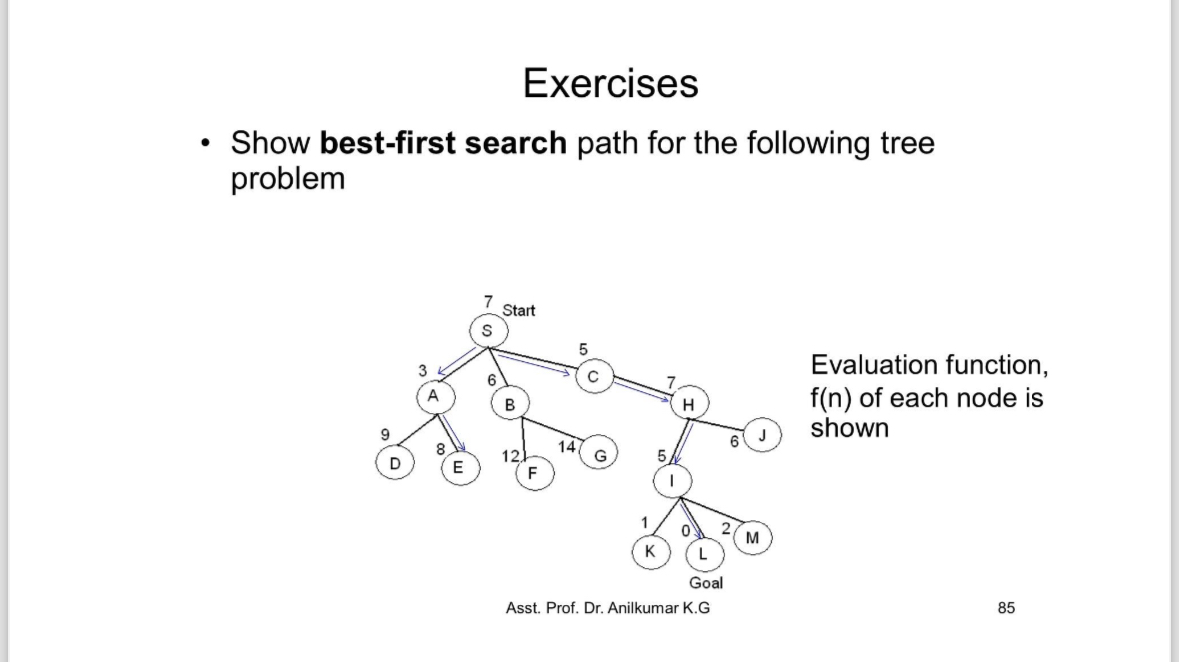 Exercises
• Show best-first search path for the following tree
problem
7
Start
S
5
C
3
A
6
B
7
H
Evaluation function,
f(n) of each node is
shown
9
D
8
E
12
F
14
G
5
I
6
J
1
K
0
L
2
M
Goal
Asst. Prof. Dr. Anilkumar K.G
85